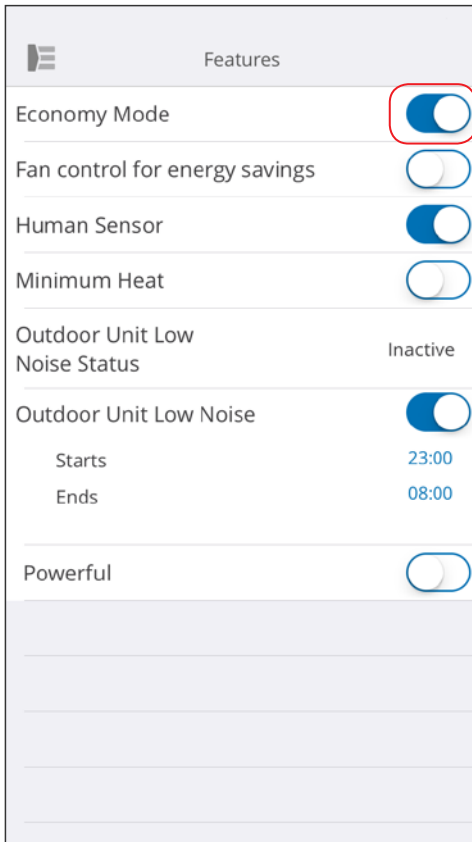 Features
Economy Mode
Fan control for energy savings
Human Sensor
Minimum Heat
Outdoor Unit Low
Noise Status
Inactive
Outdoor Unit Low Noise
Starts 23:00
Ends 08:00
Powerful